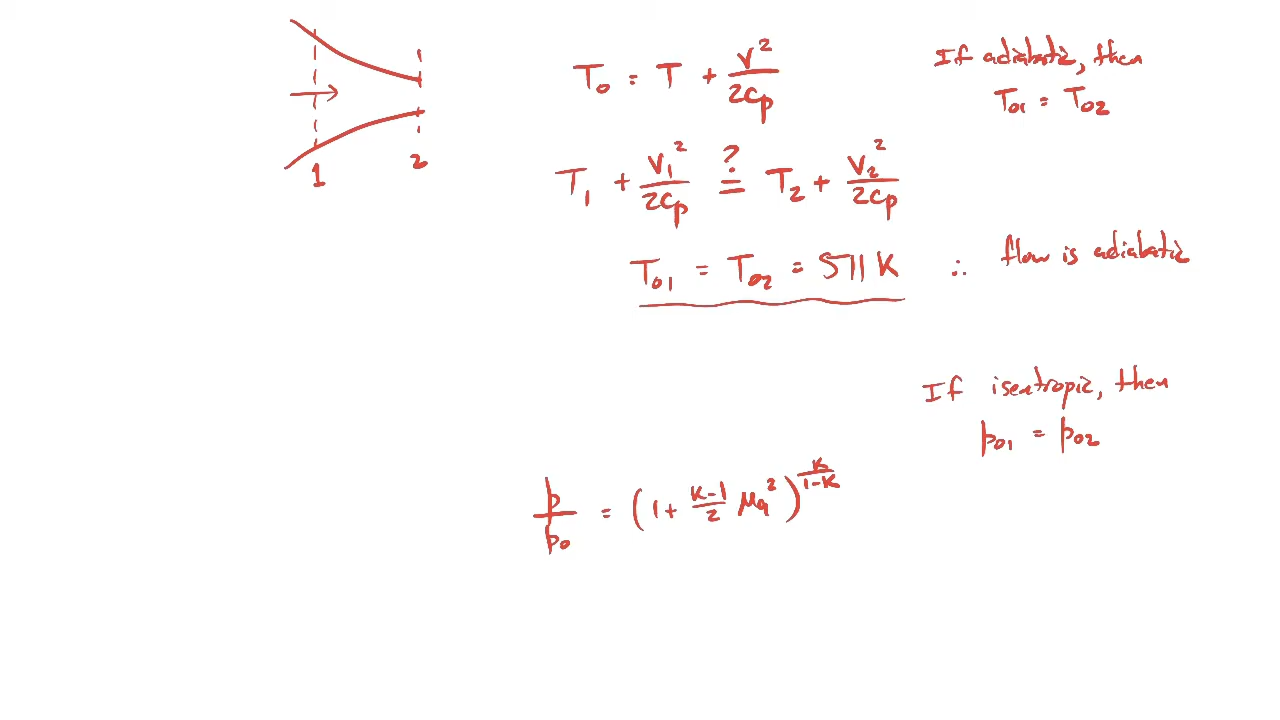 T₀ = T + V²/2cₚ
If adiabatic, then
T₀₁ = T₀₂
1
2
T₁ + V₁²/2cₚ ≟ T₂ + V₂²/2cₚ
T₀₁ = T₀₂ = 571 K ∴ flow is adiabatic
If isentropic, then
p₀₁ = p₀₂
p/p₀ = (1 + (k-1)/2 Ma²)^(k/(1-k))